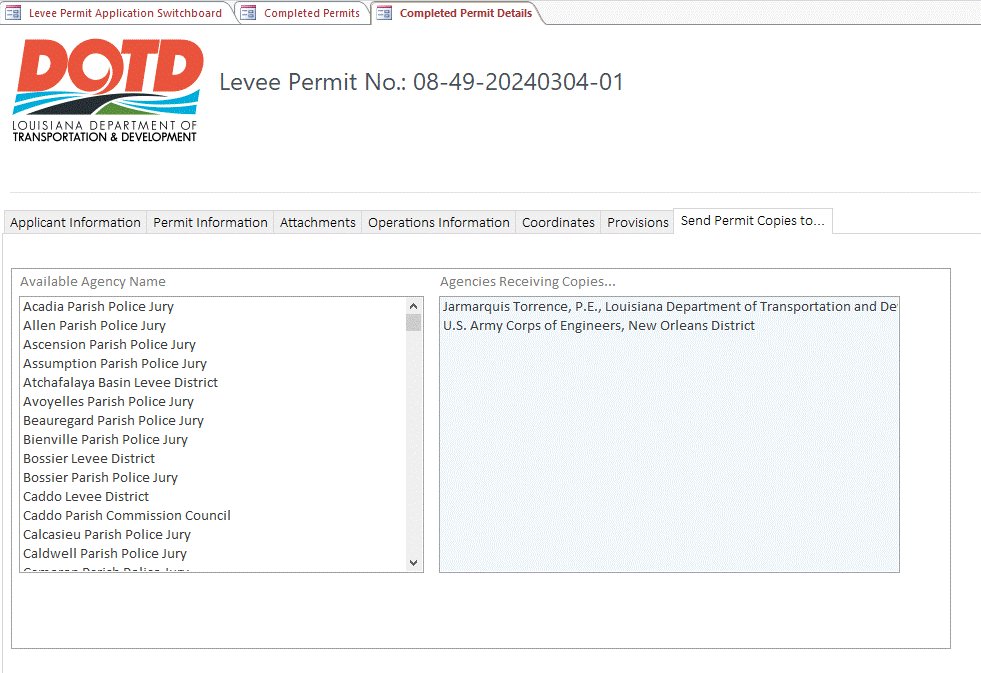 Levee Permit Application Switchboard
Completed Permits
Completed Permit Details
DOTD
LOUISIANA DEPARTMENT OF
TRANSPORTATION & DEVELOPMENT
Levee Permit No.: 08-49-20240304-01
Applicant Information
Permit Information
Attachments
Operations Information
Coordinates
Provisions
Send Permit Copies to...
Available Agency Name
Acadia Parish Police Jury
Allen Parish Police Jury
Ascension Parish Police Jury
Assumption Parish Police Jury
Atchafalaya Basin Levee District
Avoyelles Parish Police Jury
Beauregard Parish Police Jury
Bienville Parish Police Jury
Bossier Levee District
Bossier Parish Police Jury
Caddo Levee District
Caddo Parish Commission Council
Calcasieu Parish Police Jury
Caldwell Parish Police Jury
Cameron Parish Police Jury
Agencies Receiving Copies...
Jarmarquis Torrence, P.E., Louisiana Department of Transportation and De
U.S. Army Corps of Engineers, New Orleans District